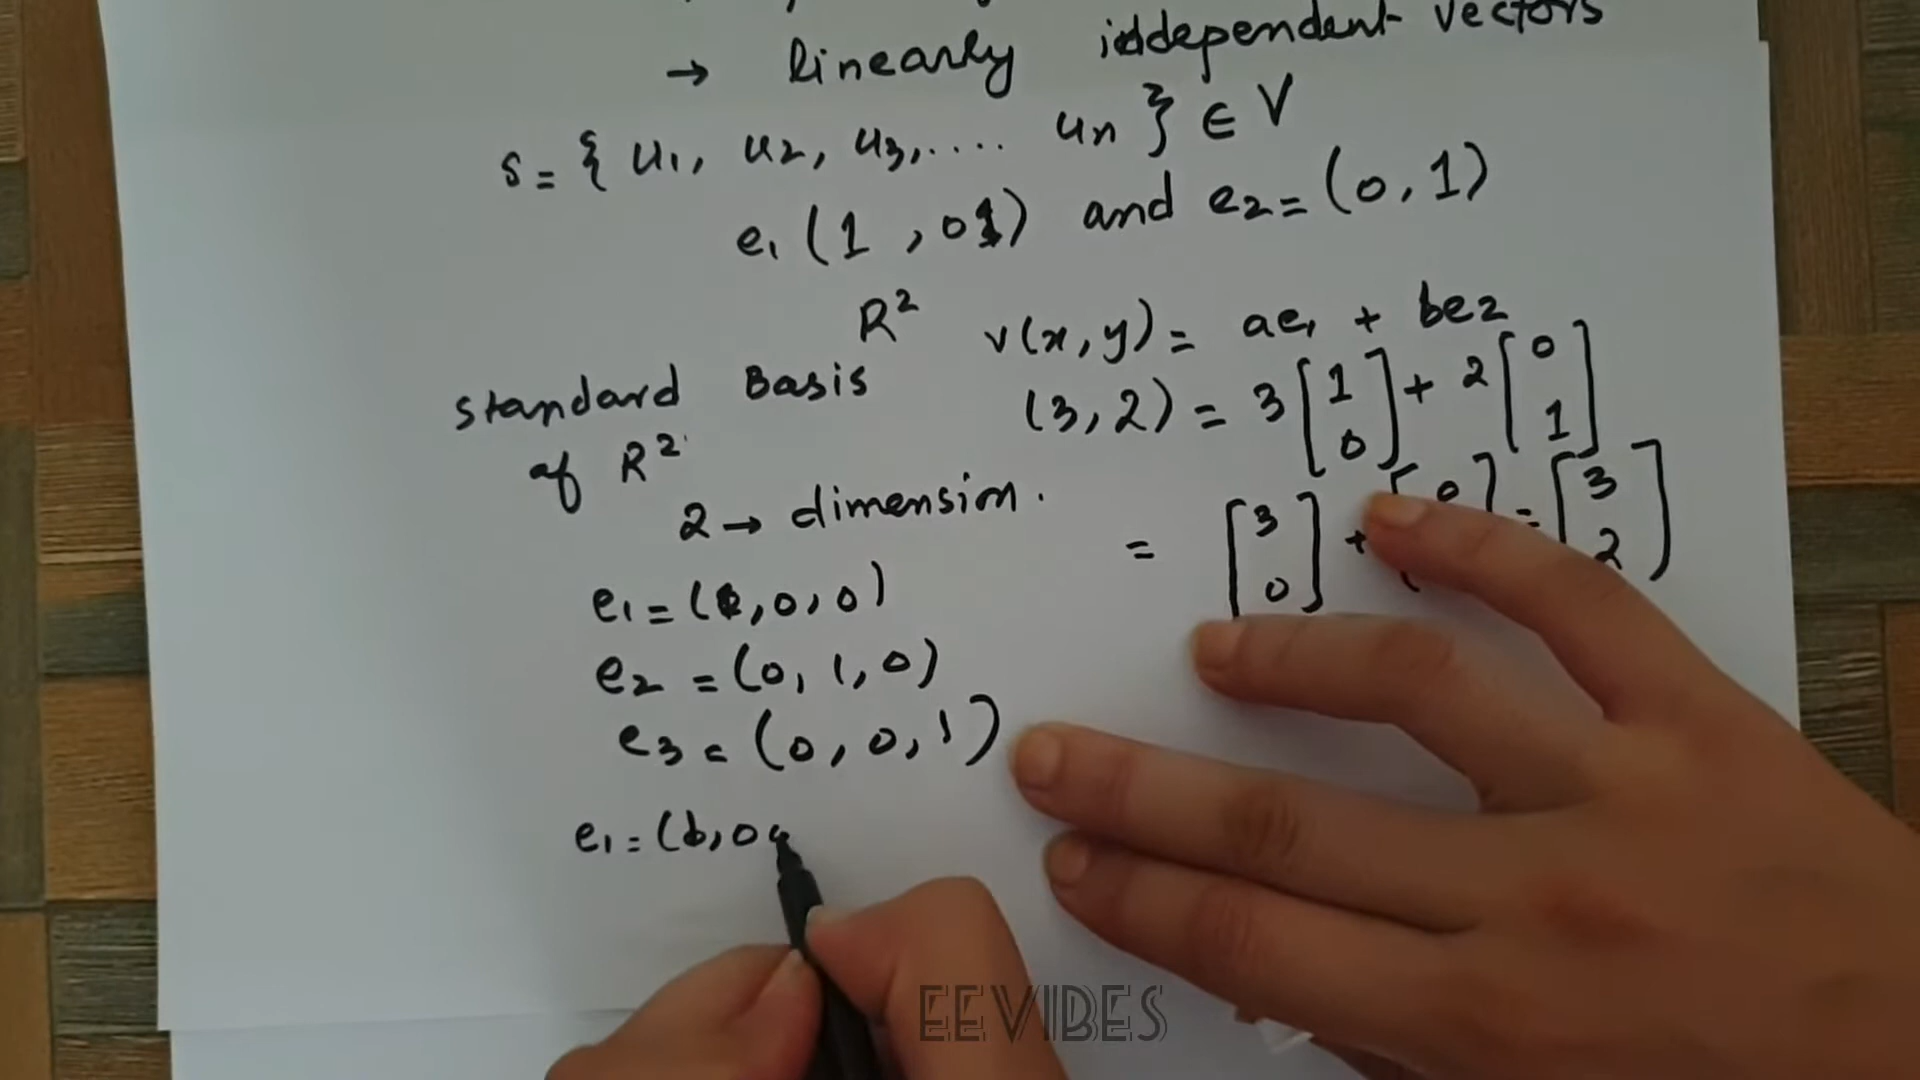 → linearly iddependent vectors
S = { u1, u2, u3, .... un } ∈ V
e1 (1 , 01) and e2 = (0, 1)
R² v(x, y) = ae1 + be2
Standard Basis (3, 2) = 3 [1 0] + 2 [0 1]
of R²
2 → dimension. = [3 0] + [0 = [3 2]
e1 = ( , 0, 0)
e2 = (0, 1, 0)
e3 = (0, 0, 1)
e1 = ( , 0
EEVIBES